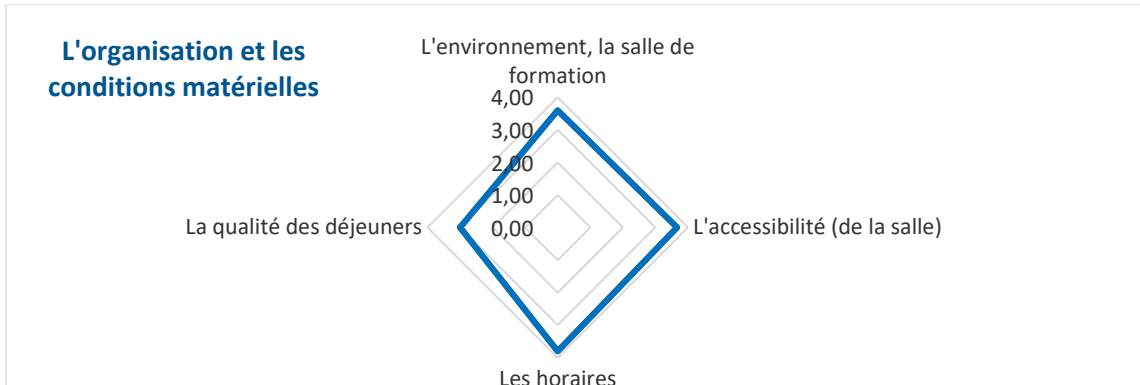 L'organisation et les
conditions matérielles
L'environnement, la salle de
formation
4,00
3,00
2,00
1,00
0,00
La qualité des déjeuners
L'accessibilité (de la salle)
Les horaires